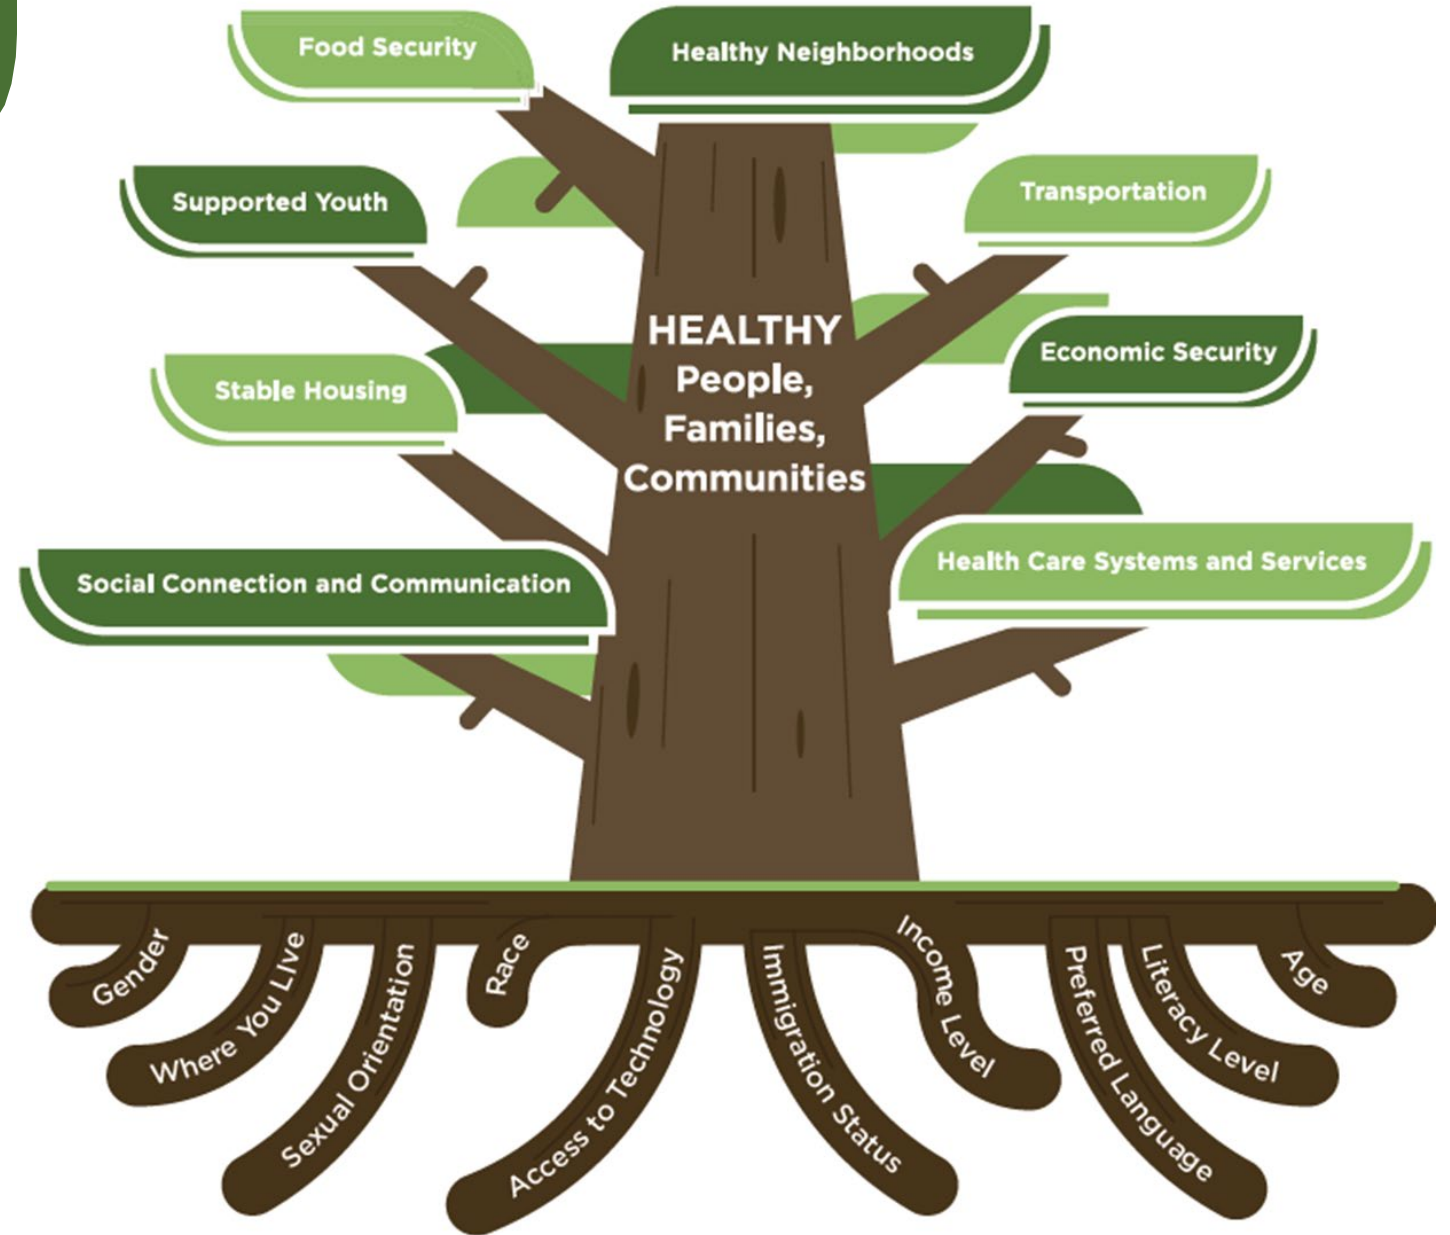 Food Security
Healthy Neighborhoods
Supported Youth
Transportation
HEALTHY
People,
Families,
Communities
Economic Security
Stable Housing
Social Connection and Communication
Health Care Systems and Services
Gender
Where You LIve
Sexual Orientation
Race
Access to Technology
Immigration Status
Income Level
Preferred Language
Literacy Level
Age